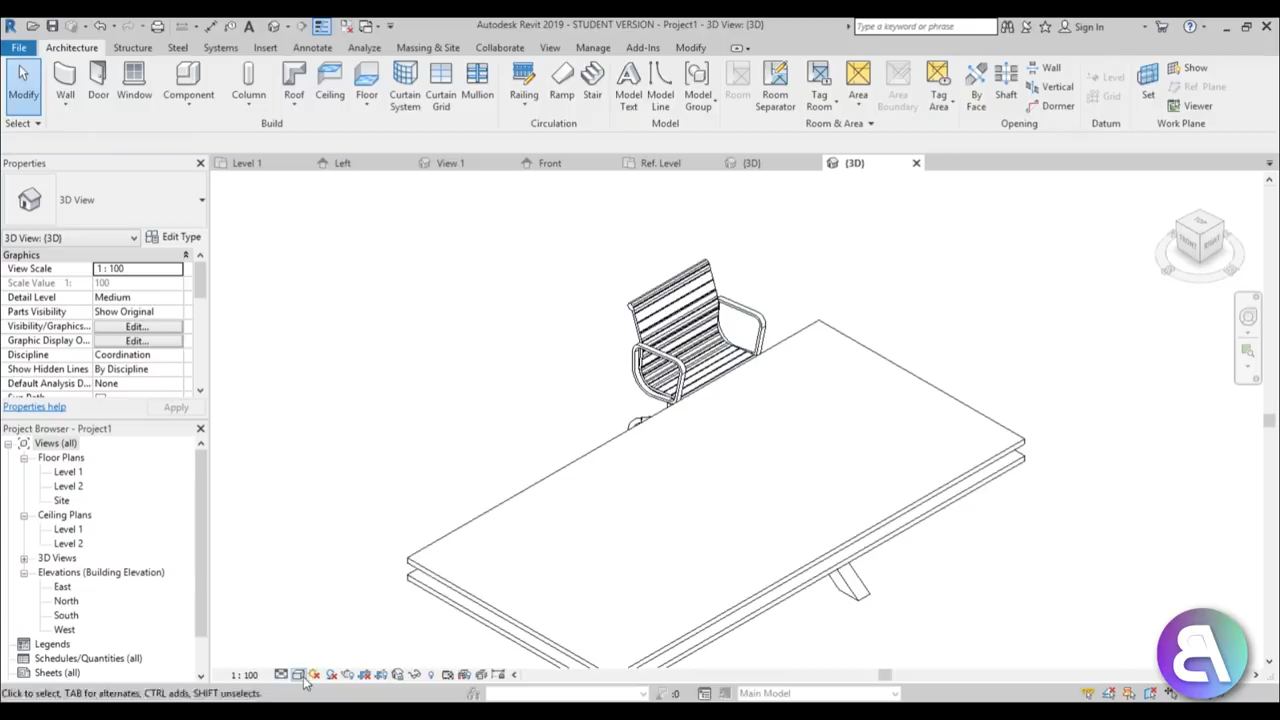 Autodesk Revit 2019 - STUDENT VERSION - Project1 - 3D View: {3D}
Type a keyword or phrase
Sign In
File Architecture Structure Steel Systems Insert Annotate Analyze Massing & Site Collaborate View Manage Add-Ins Modify
Modify Wall Door Window Component Column Roof Ceiling Floor Curtain System Curtain Grid Mullion Railing Ramp Stair Model Text Model Line Model Group Room Room Separator Tag Room Area Area Boundary Tag Area By Face Shaft Wall Vertical Dormer Level Grid Set Show Ref. Plane Viewer
Select Build Circulation Model Room & Area Opening Datum Work Plane
Properties
Level 1 Left View 1 Front Ref. Level {3D} {3D}
3D View
3D View: {3D} Edit Type
Graphics
View Scale 1 : 100
Scale Value 1: 100
Detail Level Medium
Parts Visibility Show Original
Visibility/Graphics... Edit...
Graphic Display O... Edit...
Discipline Coordination
Show Hidden Lines By Discipline
Default Analysis D... None
Properties help Apply
Project Browser - Project1
Views (all)
Floor Plans
Level 1
Level 2
Site
Ceiling Plans
Level 1
Level 2
3D Views
Elevations (Building Elevation)
East
North
South
West
Legends
Schedules/Quantities (all)
Sheets (all)
TOP
FRONT RIGHT
1 : 100
Click to select, TAB for alternates, CTRL adds, SHIFT unselects.
:0
Main Model